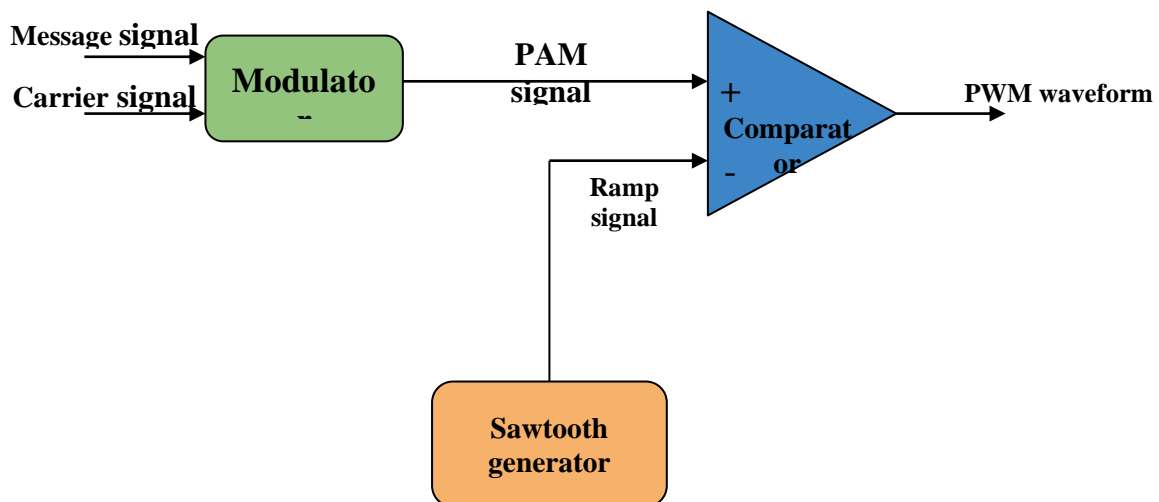 Message signal
Carrier signal
Modulato
r
PAM
signal
+
Comparat
or
-
PWM waveform
Ramp
signal
Sawtooth
generator